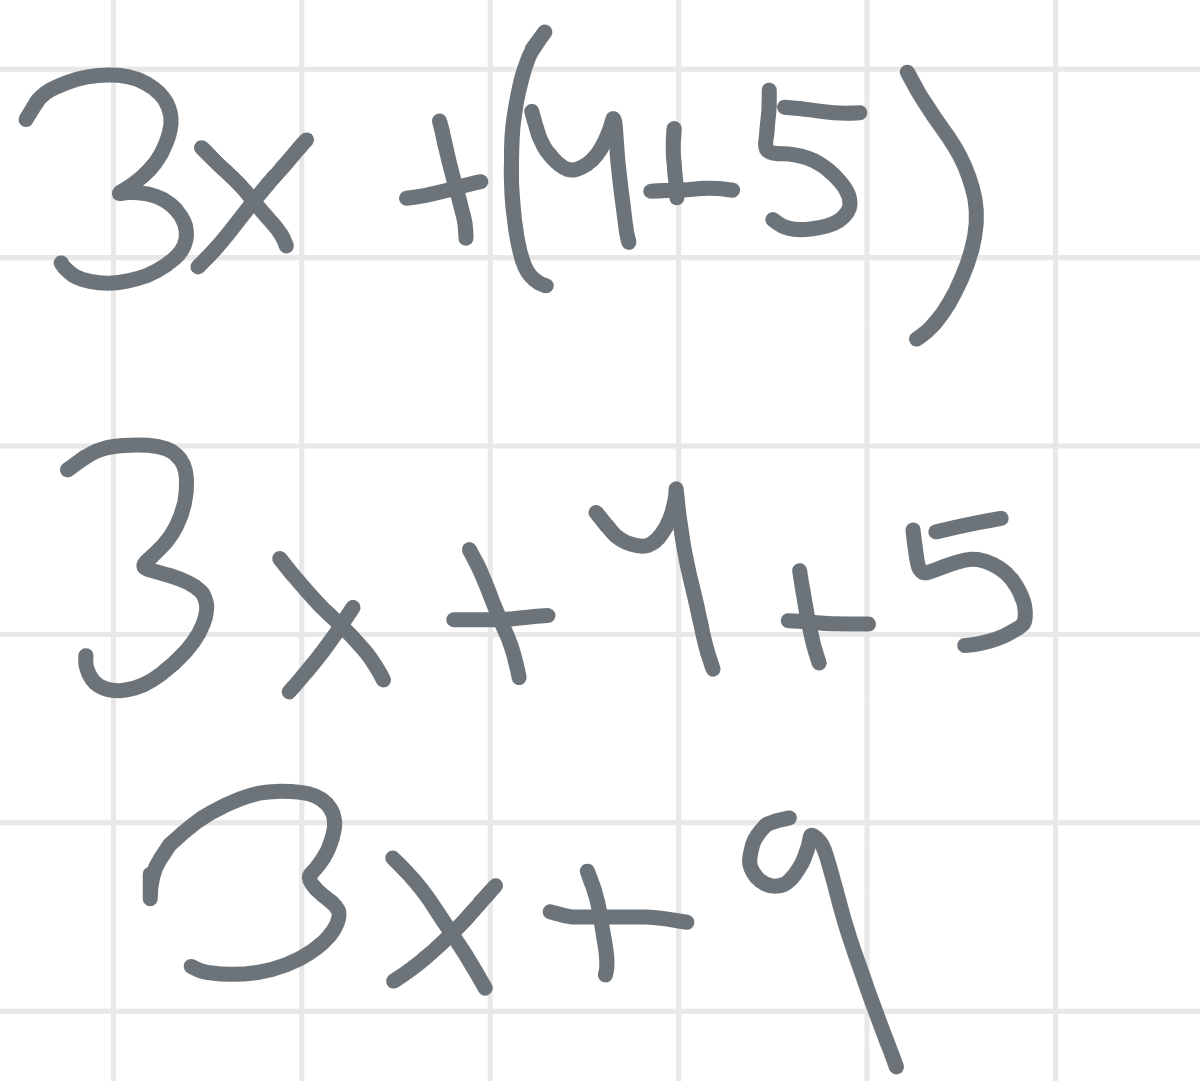 3x + (4+5)
3x + 4 + 5
3x + 9